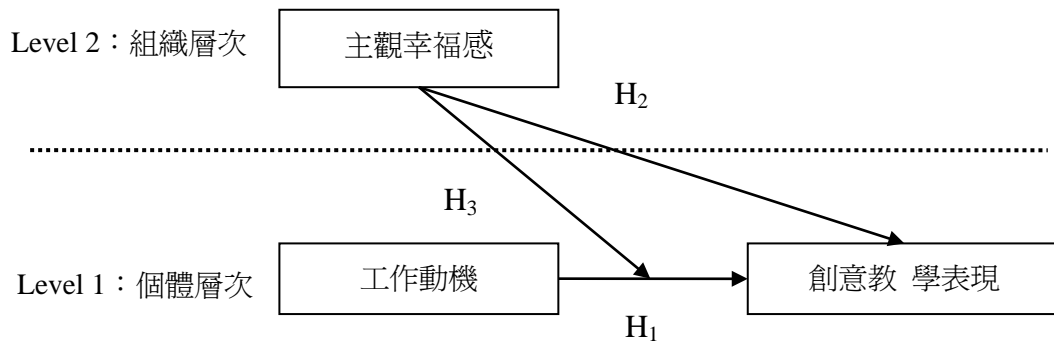 Level 2：組織層次
主觀幸福感
H₂
H₃
Level 1：個體層次
工作動機
創意教 學表現
H₁